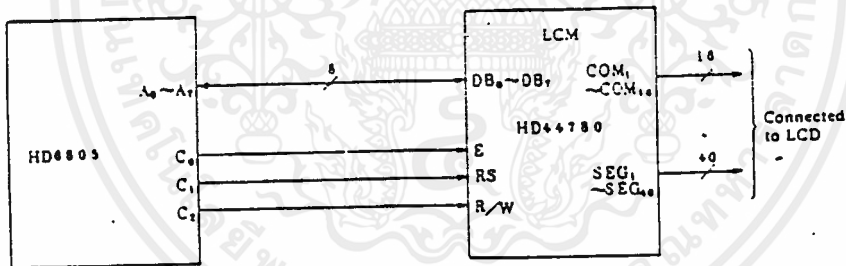 HD6805
A₀~A₇
C₀
C₁
C₂
8
LCM
HD44780
DB₀~DB₇
E
RS
R/W
COM₁
~COM₁₆
SEG₁
~SEG₄₀
16
40
Connected
to LCD